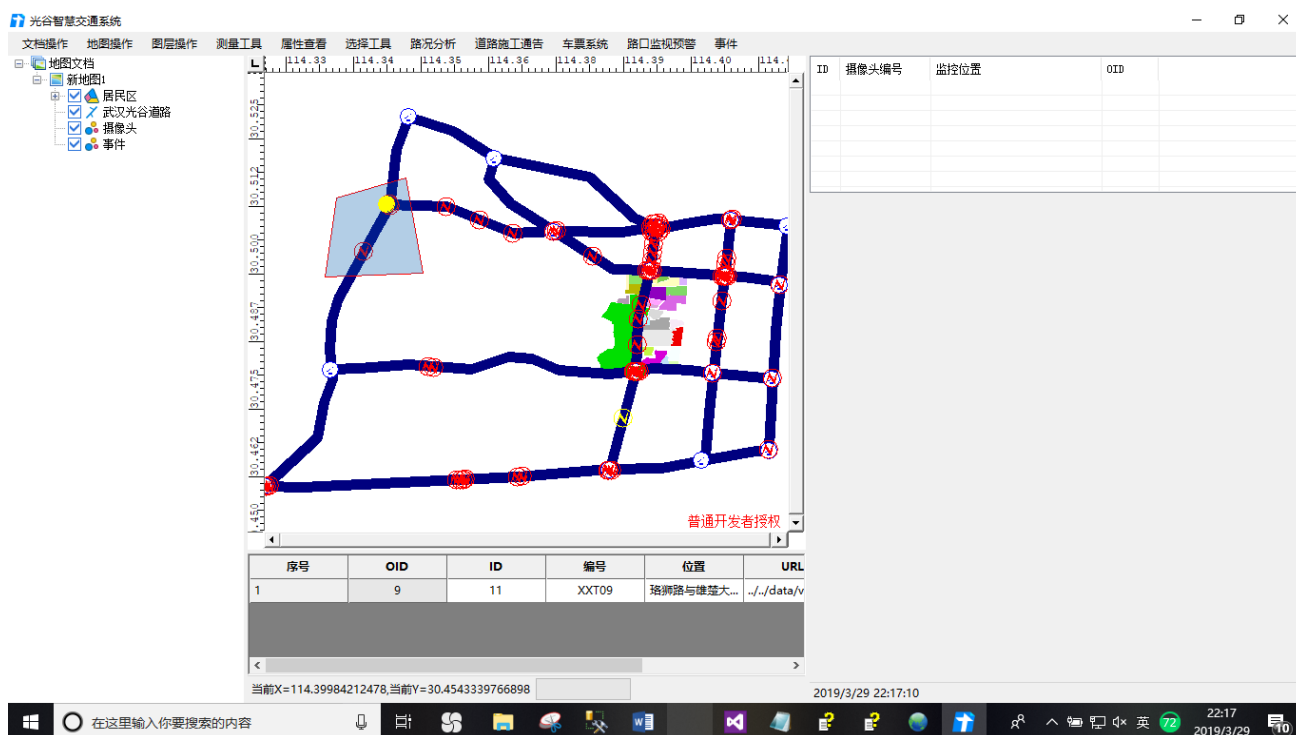 光谷智慧交通系统
文档操作 地图操作 图层操作 测量工具 属性查看 选择工具 路况分析 道路施工通告 车票系统 路口监视预警 事件
地图文档
新地图1
居民区
武汉光谷道路
摄像头
事件
L 114.33 114.34 114.35 114.36 114.38 114.39 114.40 114.
30.525
30.512
30.500
30.487
30.475
30.462
30.450
普通开发者授权
ID 摄像头编号 监控位置 OID
序号 OID ID 编号 位置 URL
1 9 11 XXT09 珞狮路与雄楚大... ../../data/v
当前X=114.39984212478,当前Y=30.4543339766898
2019/3/29 22:17:10
在这里输入你要搜索的内容
英 72 22:17
2019/3/29 10